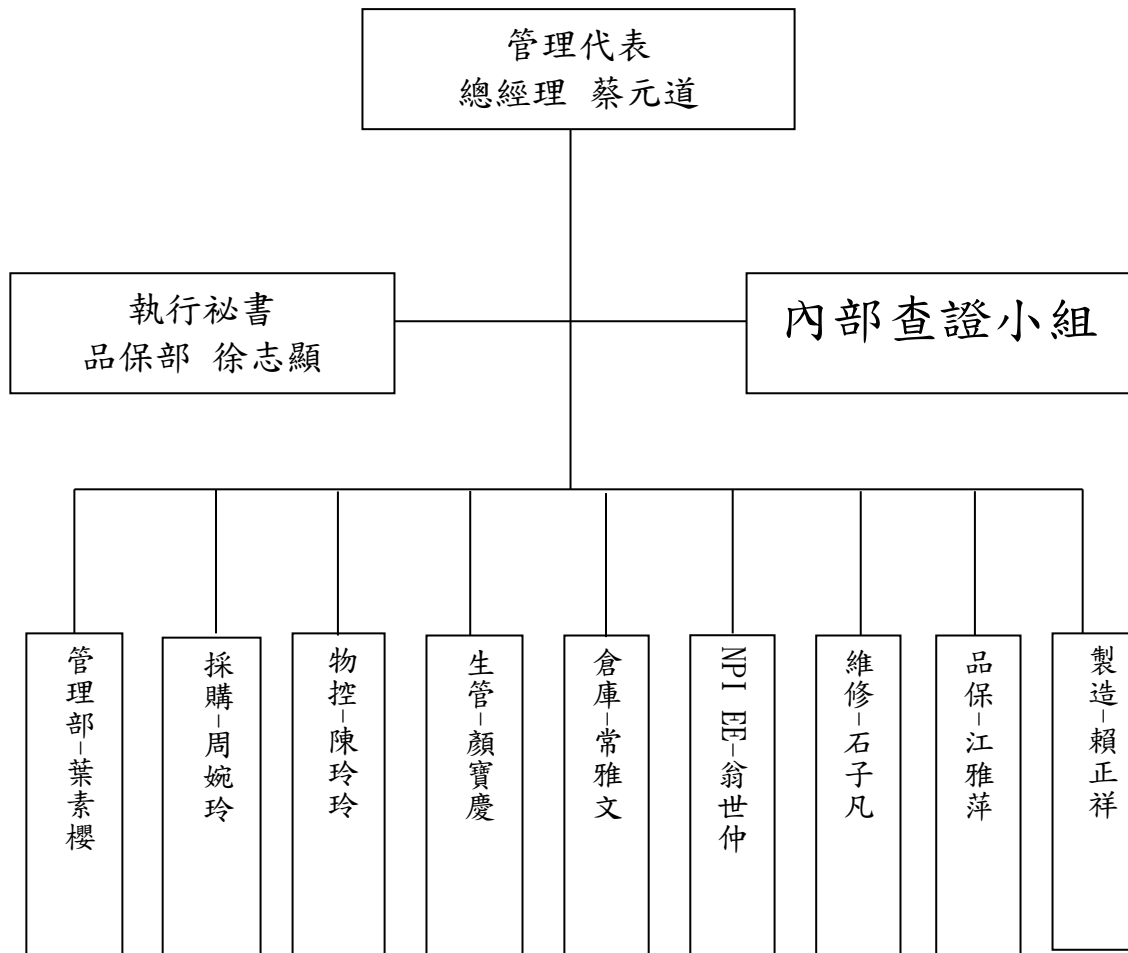 管理代表
總經理 蔡元道
執行祕書
品保部 徐志顯
內部查證小組
管理部-葉素櫻
採購-周婉玲
物控-陳玲玲
生管-顏寶慶
倉庫-常雅文
NPI EE-翁世仲
維修-石子凡
品保-江雅萍
製造-賴正祥